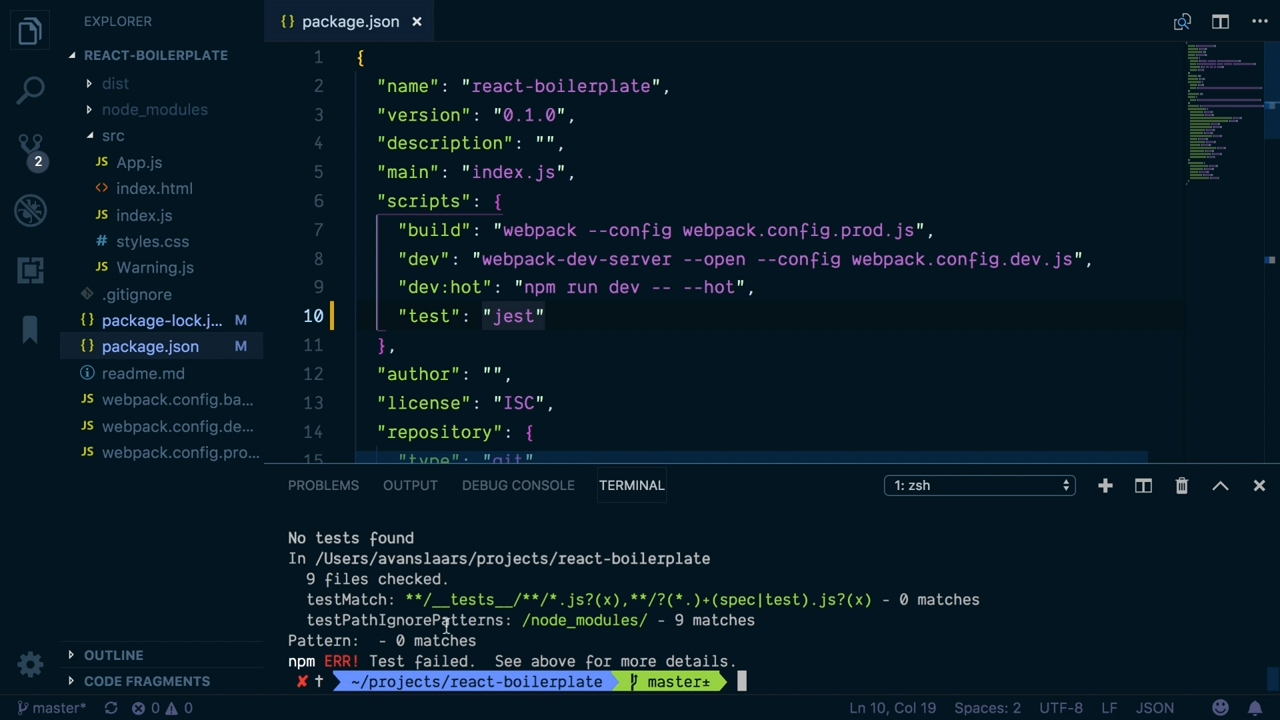 EXPLORER
REACT-BOILERPLATE
dist
node_modules
src
JS App.js
<> index.html
JS index.js
# styles.css
JS Warning.js
.gitignore
{} package-lock.j... M
{} package.json M
readme.md
JS webpack.config.ba...
JS webpack.config.de...
JS webpack.config.pro...
OUTLINE
CODE FRAGMENTS
2
{} package.json ×
1 {
2 "name": "react-boilerplate",
3 "version": "0.1.0",
4 "description": "",
5 "main": "index.js",
6 "scripts": {
7 "build": "webpack --config webpack.config.prod.js",
8 "dev": "webpack-dev-server --open --config webpack.config.dev.js",
9 "dev:hot": "npm run dev -- --hot",
10 "test": "jest"
11 },
12 "author": "",
13 "license": "ISC",
14 "repository": {
15 "type": "git"
PROBLEMS OUTPUT DEBUG CONSOLE TERMINAL 1: zsh
No tests found
In /Users/avanslaars/projects/react-boilerplate
9 files checked.
testMatch: **/__tests__/**/*.js?(x),**/?(*.)+(spec|test).js?(x) - 0 matches
testPathIgnorePatterns: /node_modules/ - 9 matches
Pattern:  - 0 matches
npm ERR! Test failed.  See above for more details.
✘ † ~/projects/react-boilerplate master±
master* 0 0 Ln 10, Col 19 Spaces: 2 UTF-8 LF JSON